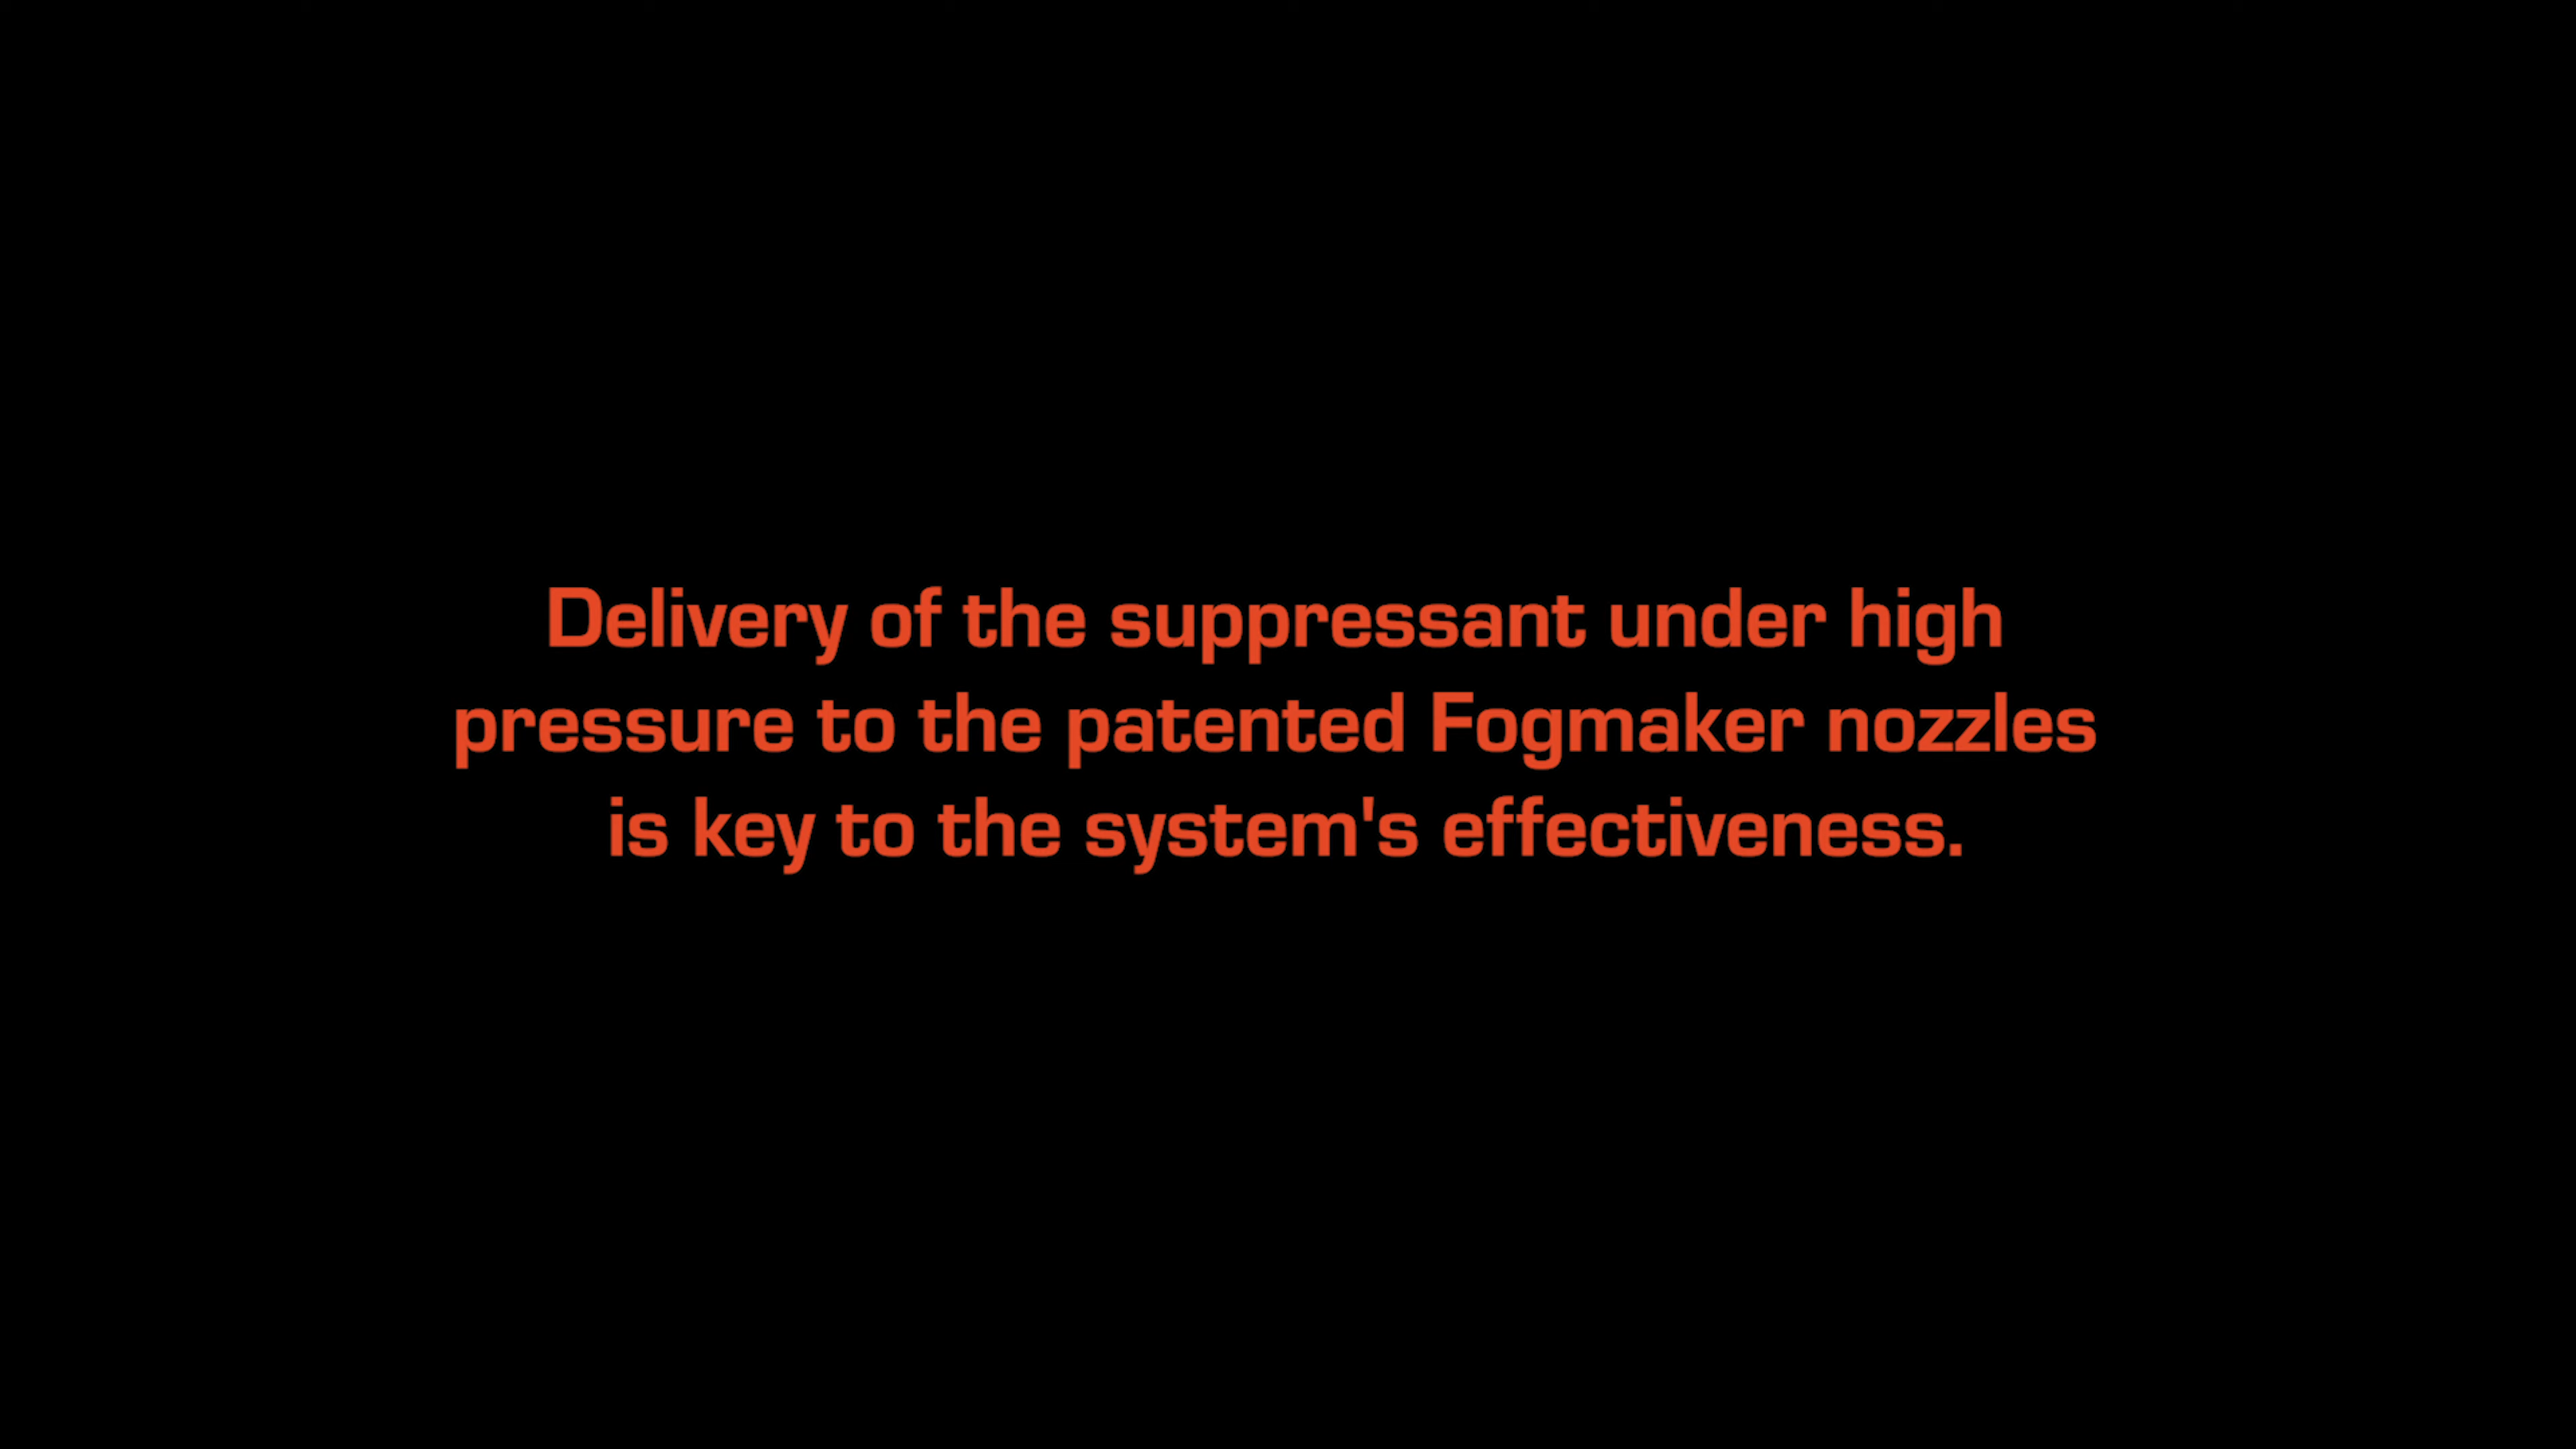 Delivery of the suppressant under high
pressure to the patented Fogmaker nozzles
is key to the system's effectiveness.